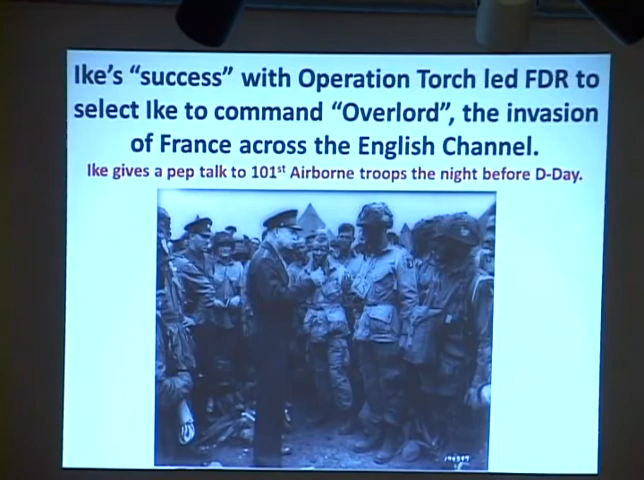 Ike's "success" with Operation Torch led FDR to
select Ike to command "Overlord", the invasion
of France across the English Channel.
Ike gives a pep talk to 101st Airborne troops the night before D-Day.